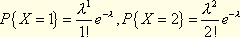 P{X = 1} = λ¹/1! e^{-λ}, P{X = 2} = λ²/2! e^{-λ}